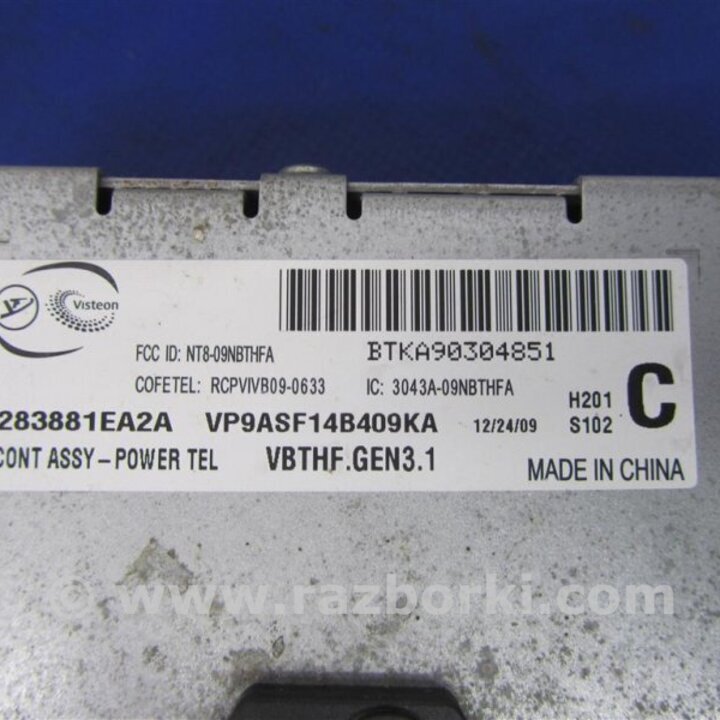 Visteon
BTKA90304851
FCC ID: NT8-09NBTHFA
COFETEL: RCPVIVB09-0633 IC: 3043A-09NBTHFA
283881EA2A VP9ASF14B409KA 12/24/09 H201 S102 C
CONT ASSY-POWER TEL VBTHF.GEN3.1 MADE IN CHINA
© www.razborki.com